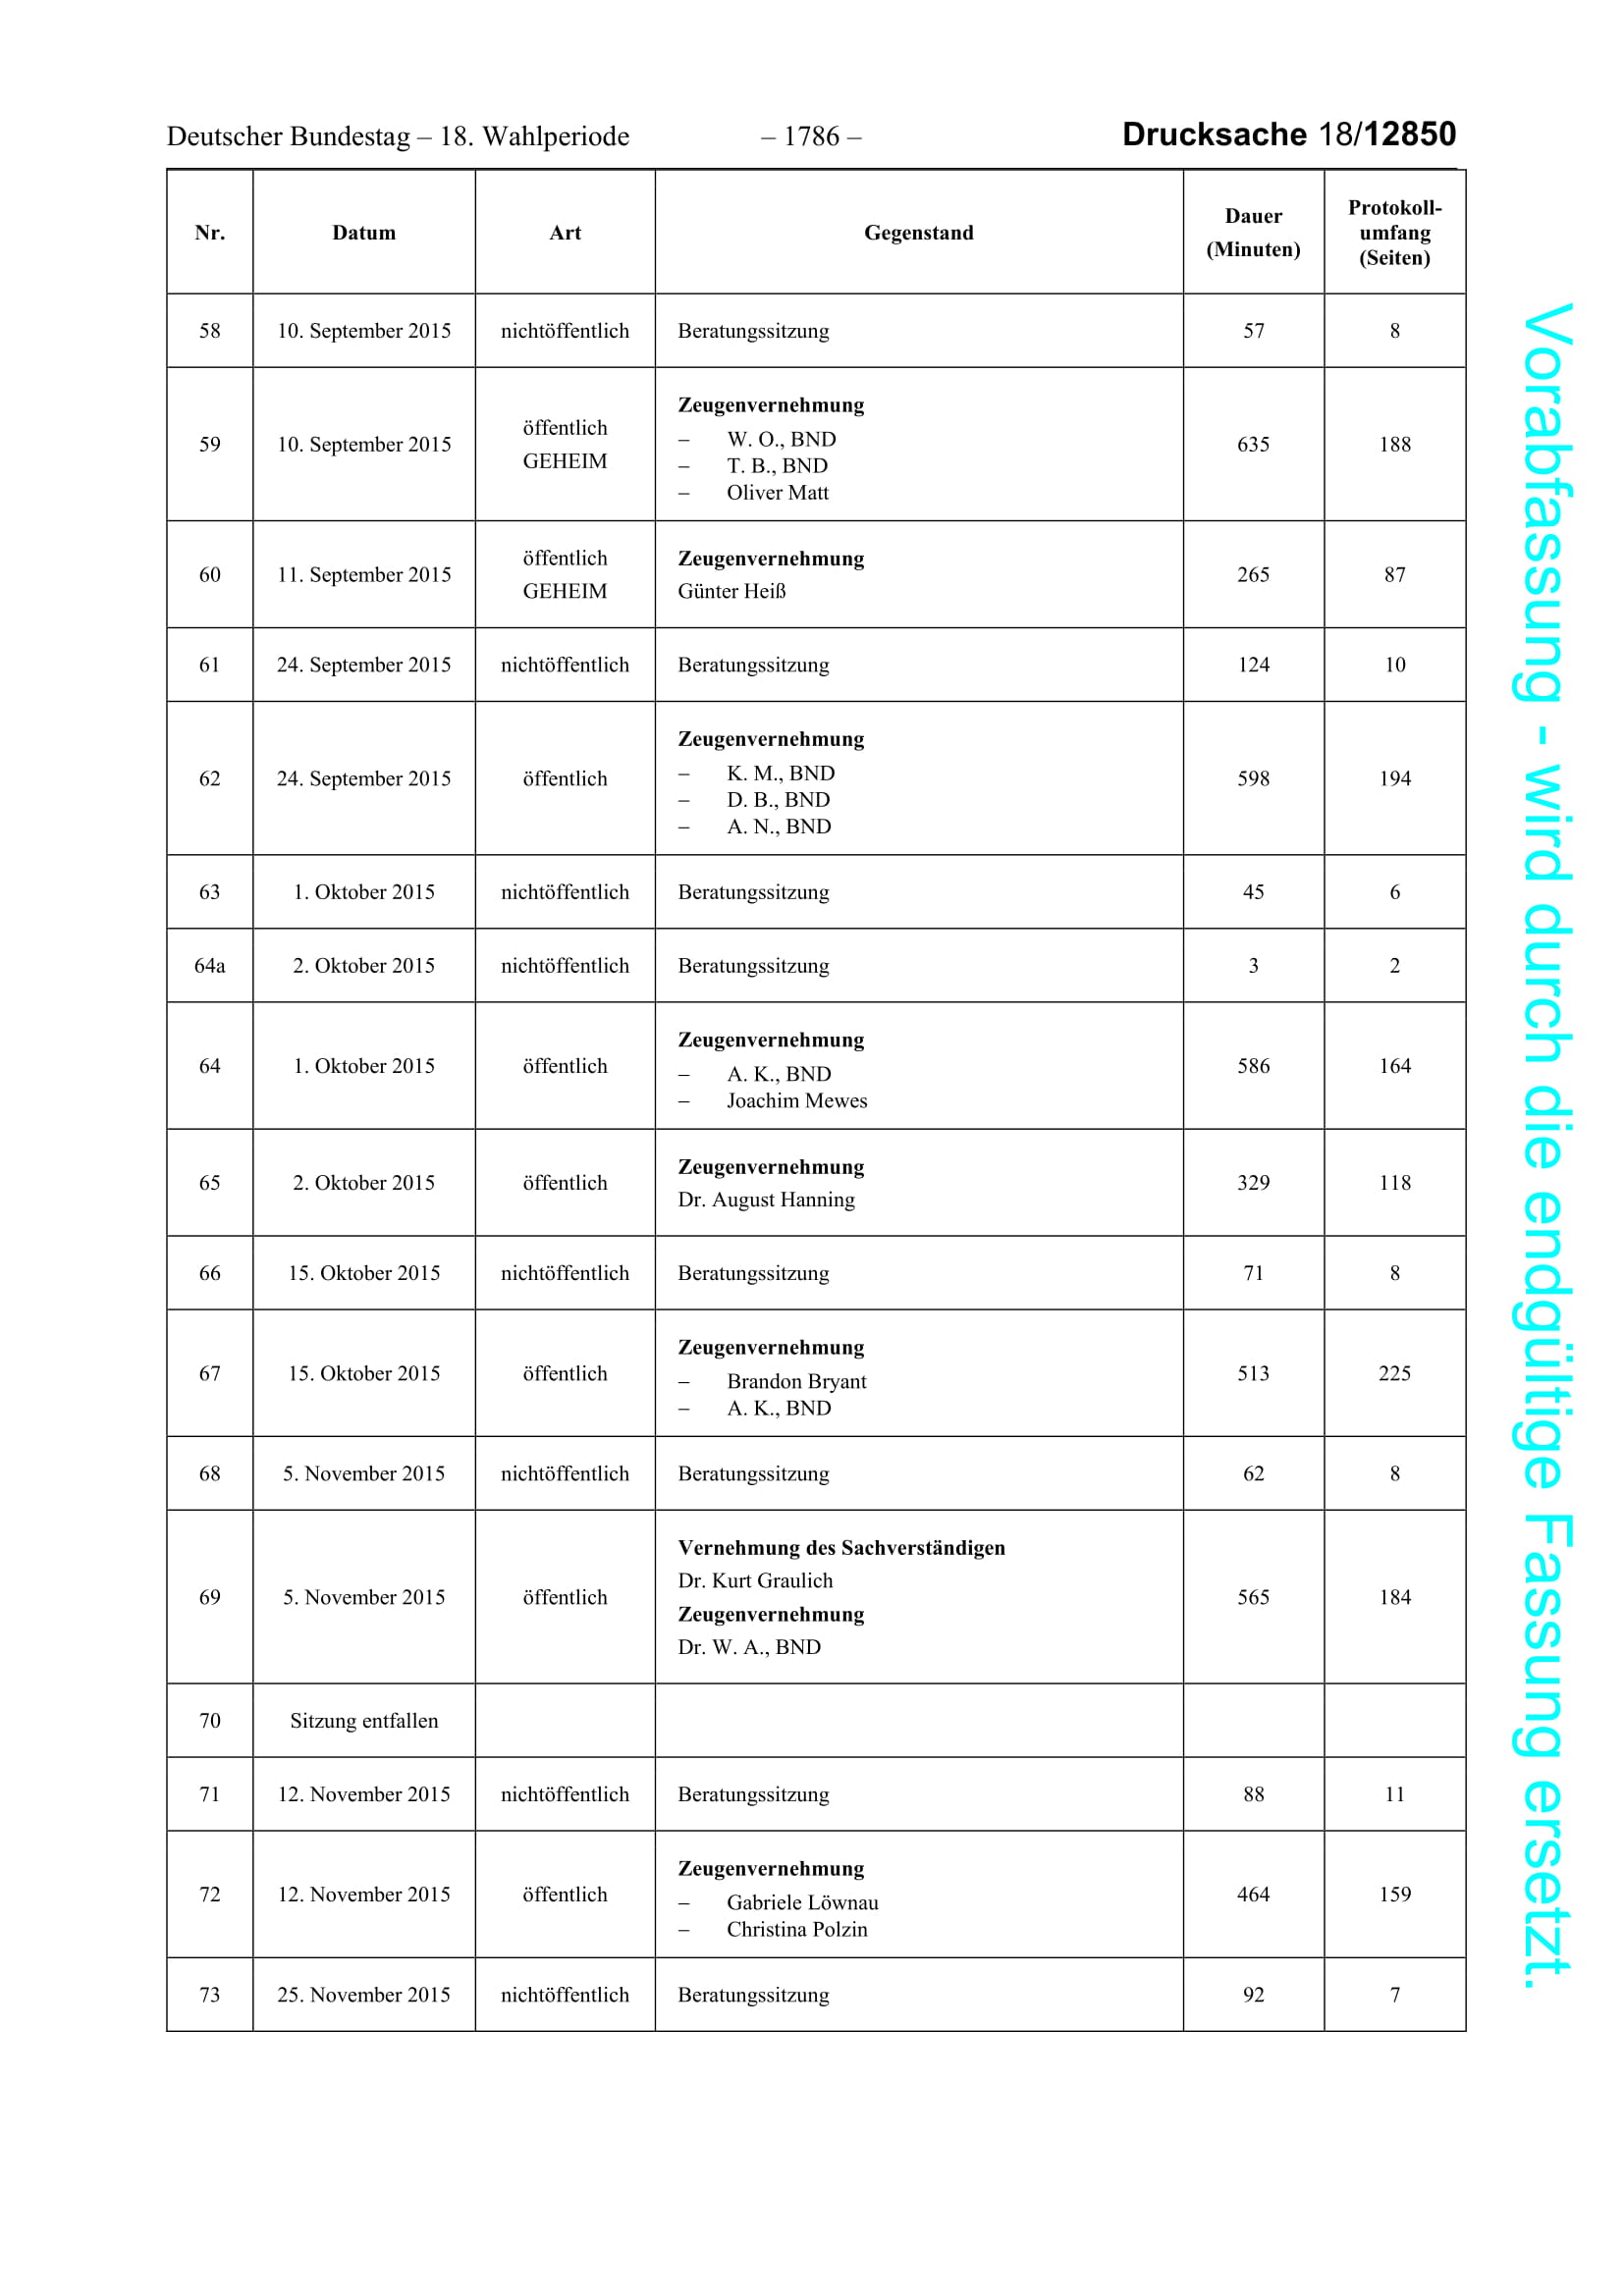 Deutscher Bundestag – 18. Wahlperiode – 1786 – Drucksache 18/12850
Nr. Datum Art Gegenstand Dauer (Minuten) Protokoll-umfang (Seiten)
58 10. September 2015 nichtöffentlich Beratungssitzung 57 8
59 10. September 2015 öffentlich GEHEIM Zeugenvernehmung
– W. O., BND
– T. B., BND
– Oliver Matt
635 188
60 11. September 2015 öffentlich GEHEIM Zeugenvernehmung
Günter Heiß
265 87
61 24. September 2015 nichtöffentlich Beratungssitzung 124 10
62 24. September 2015 öffentlich Zeugenvernehmung
– K. M., BND
– D. B., BND
– A. N., BND
598 194
63 1. Oktober 2015 nichtöffentlich Beratungssitzung 45 6
64a 2. Oktober 2015 nichtöffentlich Beratungssitzung 3 2
64 1. Oktober 2015 öffentlich Zeugenvernehmung
– A. K., BND
– Joachim Mewes
586 164
65 2. Oktober 2015 öffentlich Zeugenvernehmung
Dr. August Hanning
329 118
66 15. Oktober 2015 nichtöffentlich Beratungssitzung 71 8
67 15. Oktober 2015 öffentlich Zeugenvernehmung
– Brandon Bryant
– A. K., BND
513 225
68 5. November 2015 nichtöffentlich Beratungssitzung 62 8
69 5. November 2015 öffentlich Vernehmung des Sachverständigen
Dr. Kurt Graulich
Zeugenvernehmung
Dr. W. A., BND
565 184
70 Sitzung entfallen
71 12. November 2015 nichtöffentlich Beratungssitzung 88 11
72 12. November 2015 öffentlich Zeugenvernehmung
– Gabriele Löwnau
– Christina Polzin
464 159
73 25. November 2015 nichtöffentlich Beratungssitzung 92 7
Vorabfassung - wird durch die endgültige Fassung ersetzt.